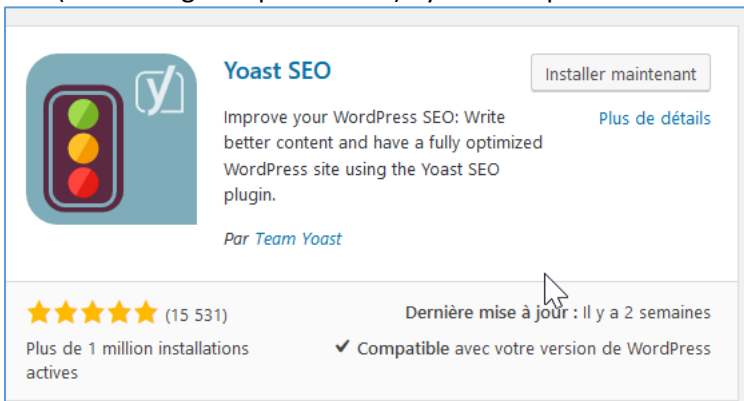 Yoast SEO
Installer maintenant
Improve your WordPress SEO: Write
Plus de détails
better content and have a fully optimized
WordPress site using the Yoast SEO
plugin.
Par Team Yoast
(15 531)
Dernière mise à jour : Il y a 2 semaines
Plus de 1 million installations
actives
Compatible avec votre version de WordPress